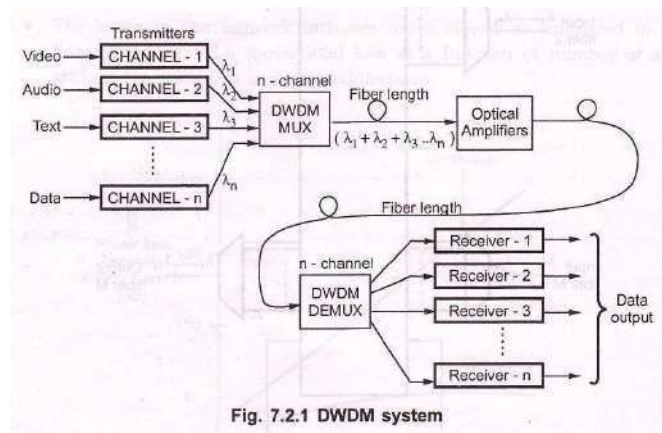 Transmitters
Video CHANNEL - 1 λ1
Audio CHANNEL - 2 λ2
Text CHANNEL - 3 λ3
Data CHANNEL - n λn
n - channel
DWDM
MUX
Fiber length
( λ1 + λ2 + λ3 ..λn )
Optical
Amplifiers
Fiber length
n - channel
DWDM
DEMUX
Receiver - 1
Receiver - 2
Receiver - 3
Receiver - n
Data
output
Fig. 7.2.1 DWDM system